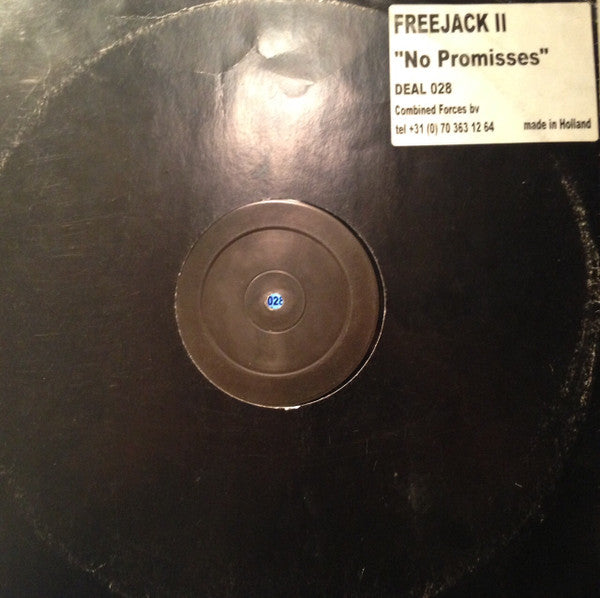 FREEJACK II
"No Promisses"
DEAL 028
Combined Forces bv
tel +31 (0) 70 363 12 64 made in Holland
028